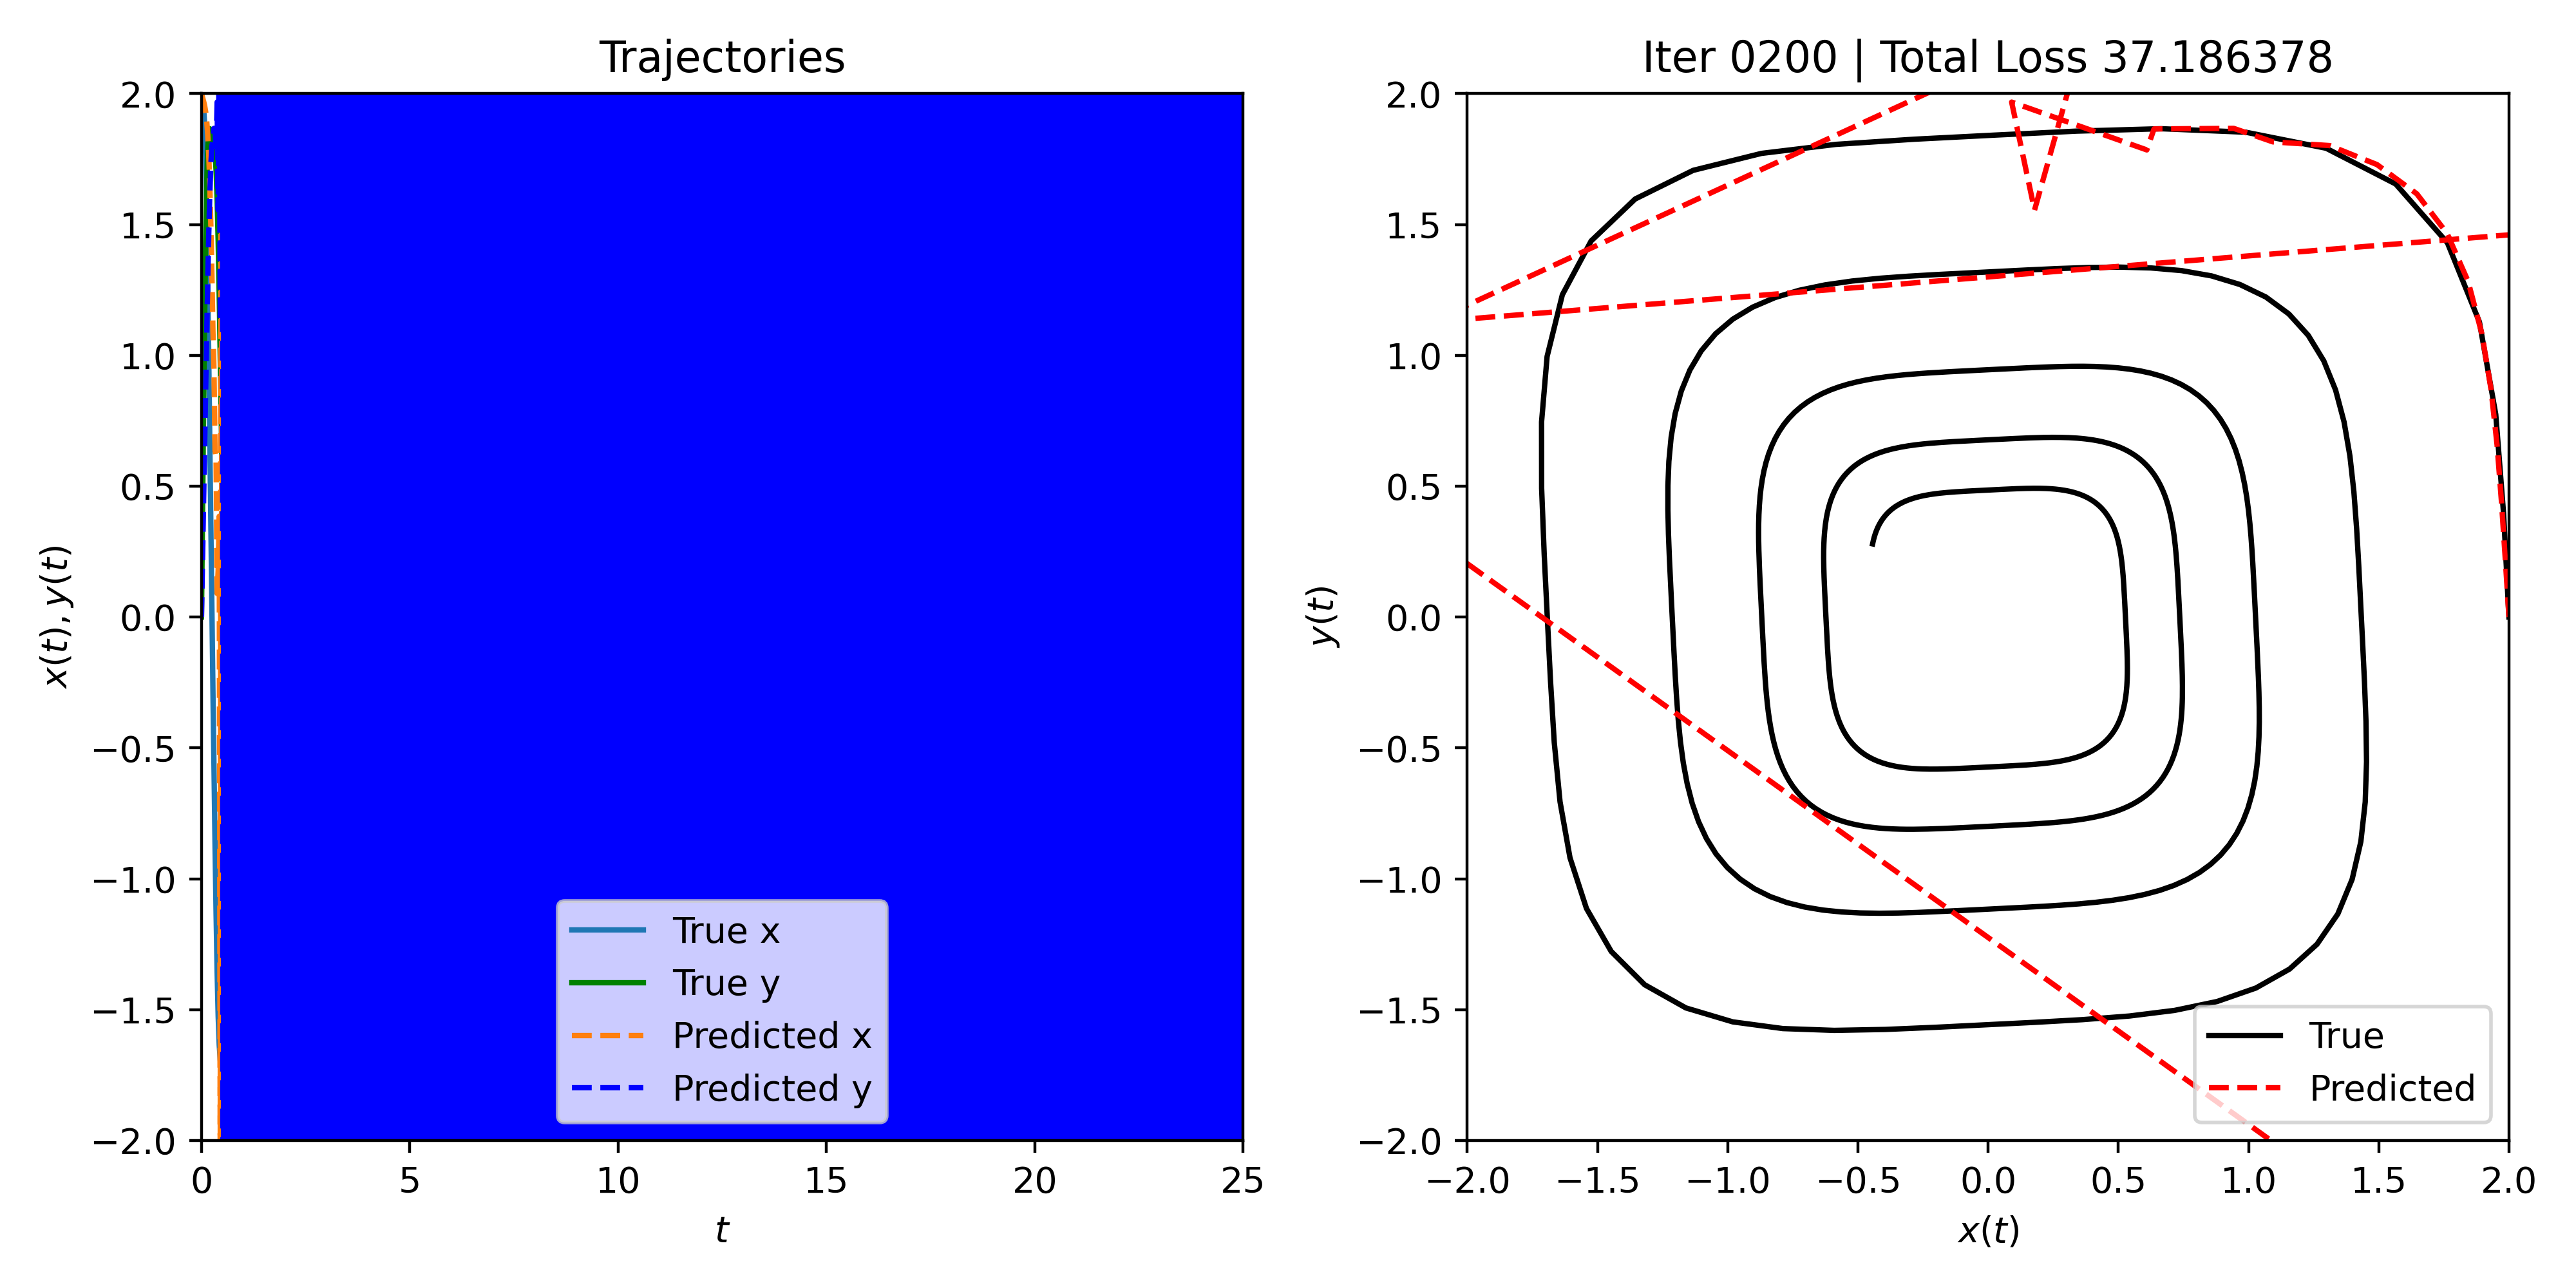 Trajectories
2.0
1.5
1.0
0.5
0.0
−0.5
−1.0
−1.5
−2.0
x(t), y(t)
0 5 10 15 20 25
t
True x
True y
Predicted x
Predicted y
Iter 0200 | Total Loss 37.186378
2.0
1.5
1.0
0.5
0.0
−0.5
−1.0
−1.5
−2.0
y(t)
−2.0 −1.5 −1.0 −0.5 0.0 0.5 1.0 1.5 2.0
x(t)
True
Predicted